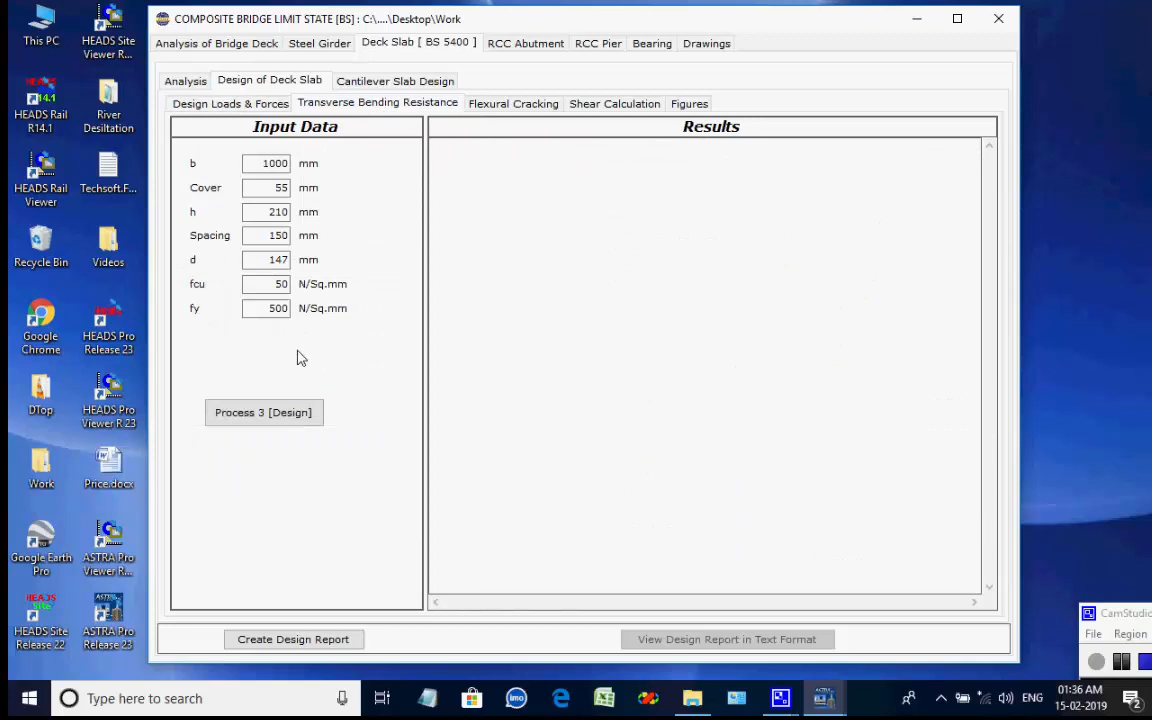 COMPOSITE BRIDGE LIMIT STATE [BS] : C:\....\Desktop\Work
Analysis of Bridge Deck
Steel Girder
Deck Slab [ BS 5400 ]
RCC Abutment
RCC Pier
Bearing
Drawings
Analysis
Design of Deck Slab
Cantilever Slab Design
Design Loads & Forces
Transverse Bending Resistance
Flexural Cracking
Shear Calculation
Figures
Input Data
b 1000 mm
Cover 55 mm
h 210 mm
Spacing 150 mm
d 147 mm
fcu 50 N/Sq.mm
fy 500 N/Sq.mm
Process 3 [Design]
Results
Create Design Report
View Design Report in Text Format
This PC
HEADS Site
Viewer R...
HEADS Rail
R14.1
River
Desiltation
HEADS Rail
Viewer
Techsoft.F...
Recycle Bin
Videos
Google
Chrome
HEADS Pro
Release 23
DTop
HEADS Pro
Viewer R 23
Work
Price.docx
Google Earth
Pro
ASTRA Pro
Viewer R...
HEADS Site
Release 22
ASTRA Pro
Release 23
CamStudio
File
Region
Type here to search
imo
ENG
01:36 AM
15-02-2019
2